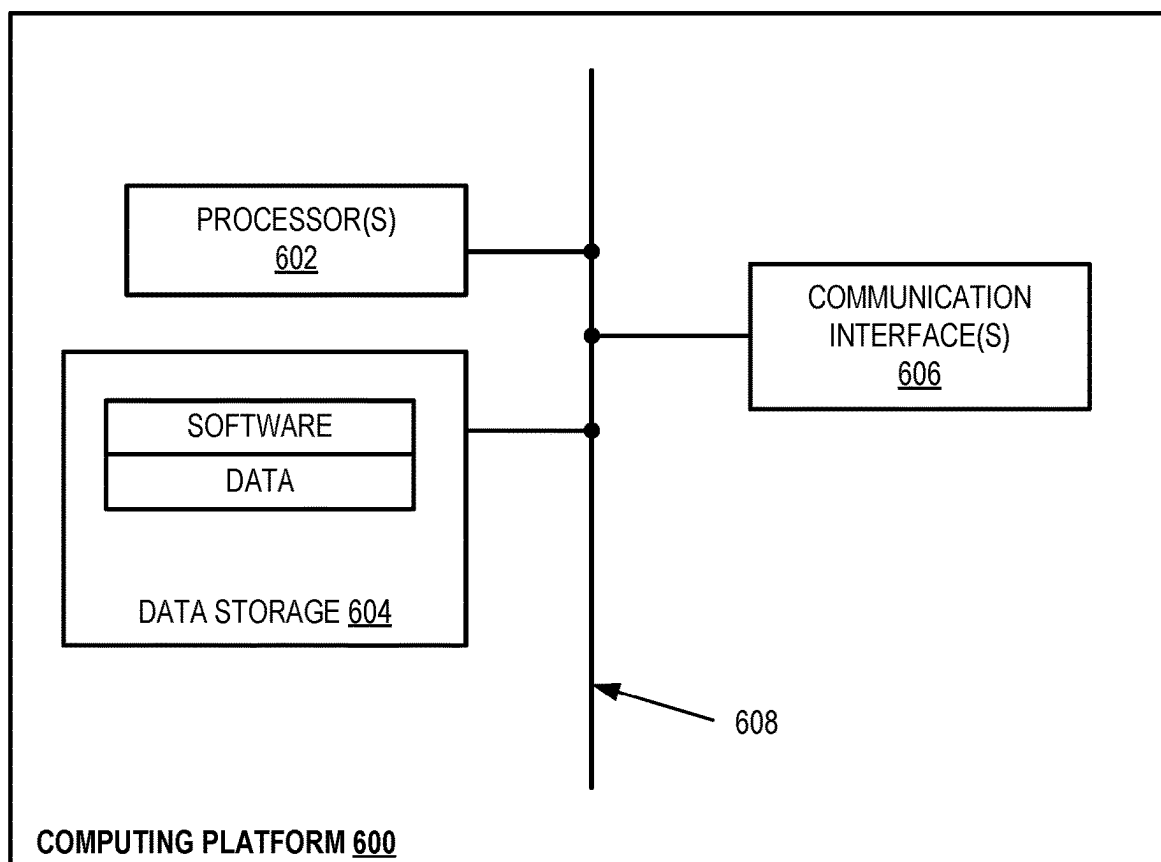 PROCESSOR(S)
602
COMMUNICATION
INTERFACE(S)
606
SOFTWARE
DATA
DATA STORAGE 604
608
COMPUTING PLATFORM 600